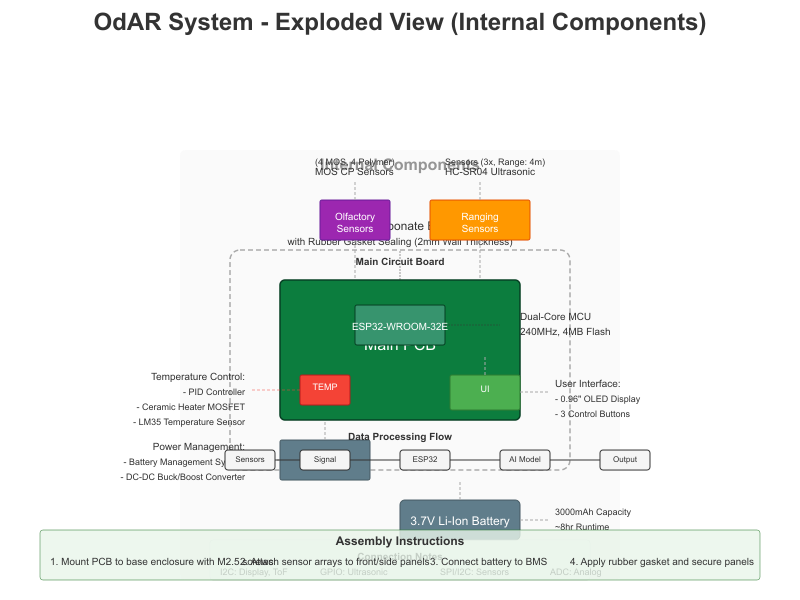 OdAR System - Exploded View (Internal Components)
Internal Components
(4 MOS, 4 Polymer)
MOS CP Sensors
Sensors (3x, Range: 4m)
HC-SR04 Ultrasonic
Olfactory
Sensors
Ranging
Sensors
with Rubber Gasket Sealing (2mm Wall Thickness)
Main Circuit Board
ESP32-WROOM-32E
Main PCB
Dual-Core MCU
240MHz, 4MB Flash
TEMP
UI
Temperature Control:
- PID Controller
- Ceramic Heater MOSFET
- LM35 Temperature Sensor
User Interface:
- 0.96" OLED Display
- 3 Control Buttons
Data Processing Flow
Power Management:
- Battery Management
- DC-DC Buck/Boost Converter
Sensors
Signal
ESP32
AI Model
Output
3.7V Li-Ion Battery
3000mAh Capacity
~8hr Runtime
Assembly Instructions
Connection Notes
1. Mount PCB to base enclosure with M2.5
2. Attach sensor arrays to front/side panels
3. Connect battery to BMS
4. Apply rubber gasket and secure panels
I2C: Display, ToF
GPIO: Ultrasonic
SPI/I2C: Sensors
ADC: Analog